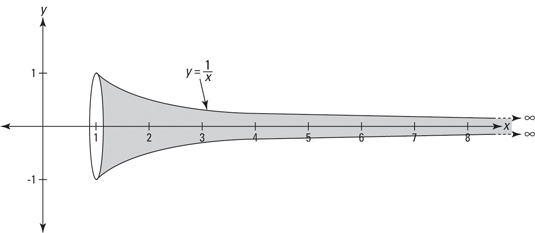 y
1
y = 1/x
1 2 3 4 5 6 7 8 x ∞
∞
-1